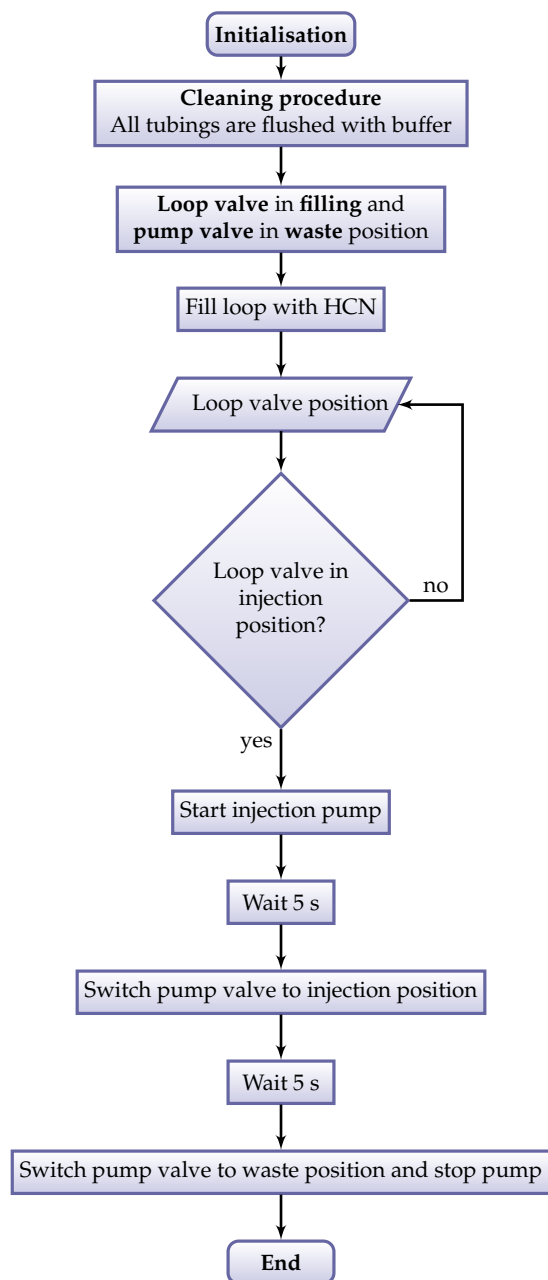 Initialisation
Cleaning procedure
All tubings are flushed with buffer
Loop valve in filling and
pump valve in waste position
Fill loop with HCN
Loop valve position
Loop valve in
injection
position?
no
yes
Start injection pump
Wait 5 s
Switch pump valve to injection position
Wait 5 s
Switch pump valve to waste position and stop pump
End